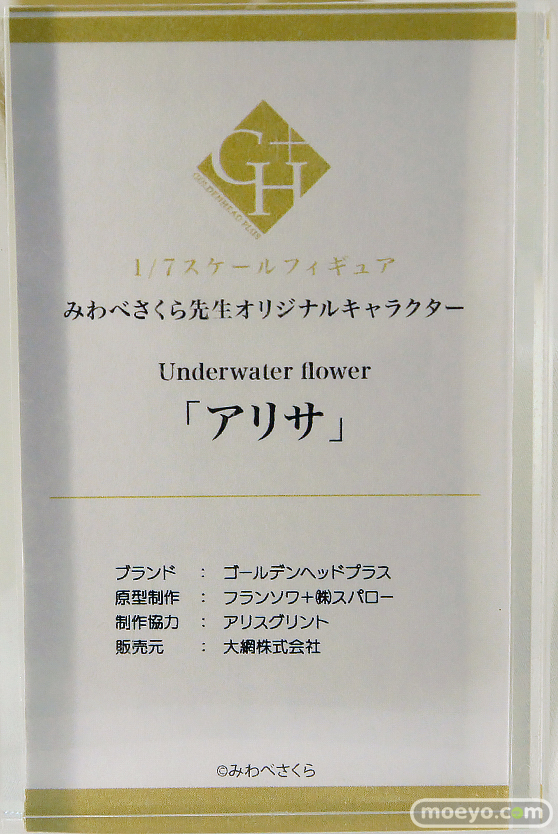 G+H
GOLDENHEAD PLUS
1/7スケールフィギュア
みわべさくら先生オリジナルキャラクター
Underwater flower
「アリサ」
ブランド : ゴールデンヘッドプラス
原型制作 : フランソワ+㈱スパロー
制作協力 : アリスグリント
販売元 : 大網株式会社
©みわべさくら
moeyo.com